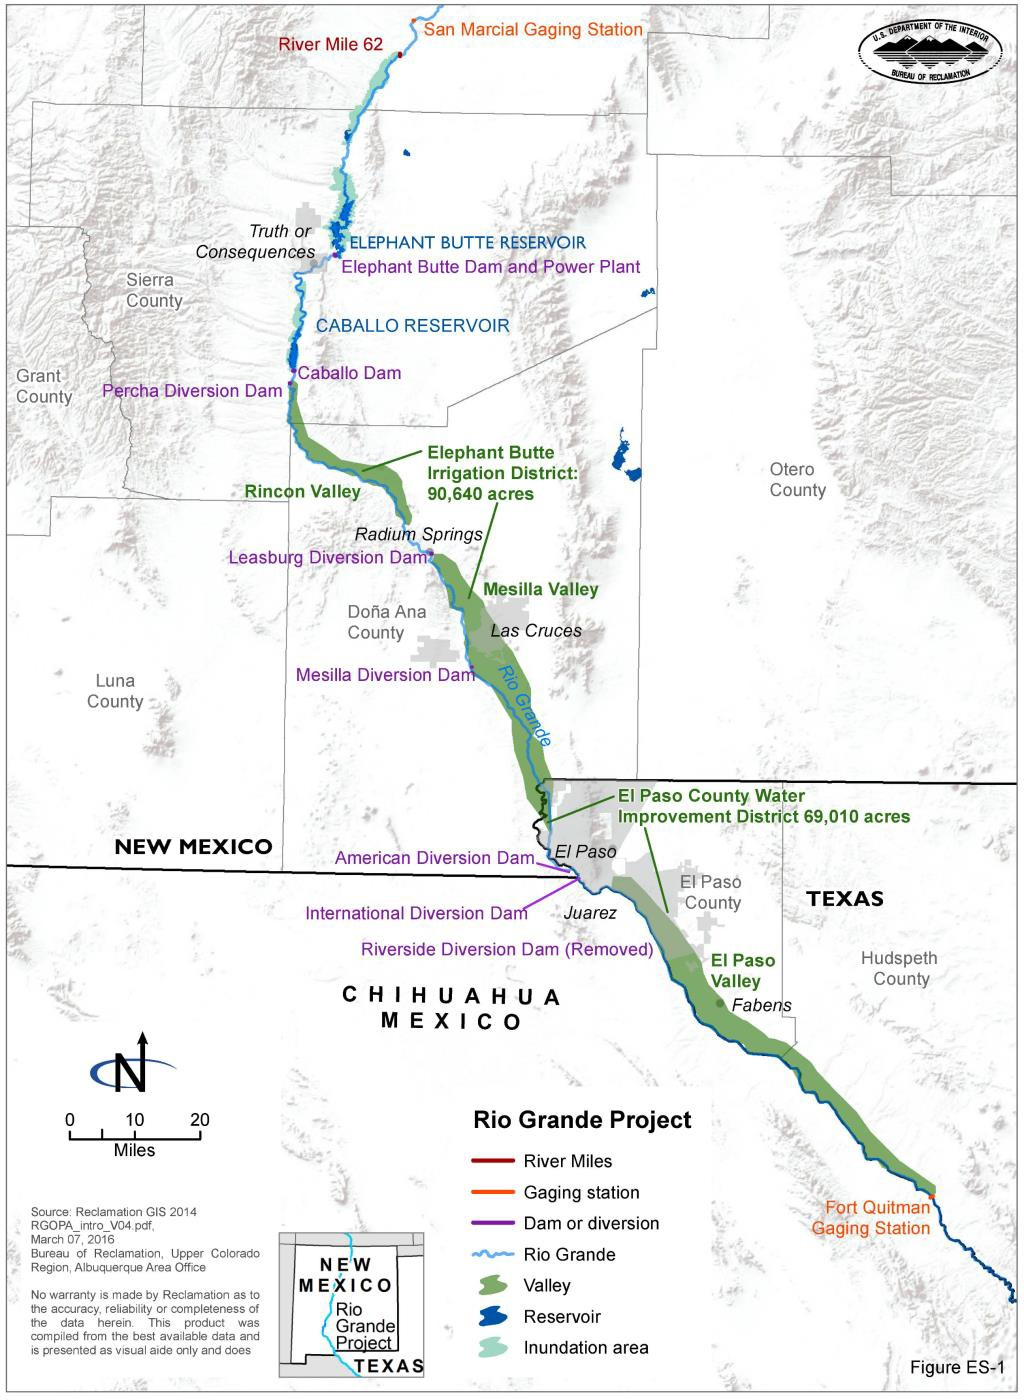 San Marcial Gaging Station
River Mile 62
U.S. DEPARTMENT OF THE INTERIOR
BUREAU OF RECLAMATION
Truth or
Consequences
ELEPHANT BUTTE RESERVOIR
Elephant Butte Dam and Power Plant
Sierra
County
CABALLO RESERVOIR
Grant
County
Caballo Dam
Percha Diversion Dam
Elephant Butte
Irrigation District:
90,640 acres
Otero
County
Rincon Valley
Radium Springs
Leasburg Diversion Dam
Mesilla Valley
Doña Ana
County
Las Cruces
Mesilla Diversion Dam
Luna
County
Rio Grande
El Paso County Water
Improvement District 69,010 acres
NEW MEXICO
American Diversion Dam
El Paso
El Paso
County
TEXAS
International Diversion Dam
Juarez
Riverside Diversion Dam (Removed)
El Paso
Valley
Hudspeth
County
CHIHUAHUA
MEXICO
Fabens
N
0 10 20
Miles
Rio Grande Project
River Miles
Gaging station
Dam or diversion
Rio Grande
Valley
Reservoir
Inundation area
Fort Quitman
Gaging Station
Source: Reclamation GIS 2014
RGOPA_intro_V04.pdf,
March 07, 2016
Bureau of Reclamation, Upper Colorado
Region, Albuquerque Area Office
No warranty is made by Reclamation as to
the accuracy, reliability or completeness of
the data herein. This product was
compiled from the best available data and
is presented as visual aide only and does
NEW
MEXICO
Rio
Grande
Project
TEXAS
Figure ES-1